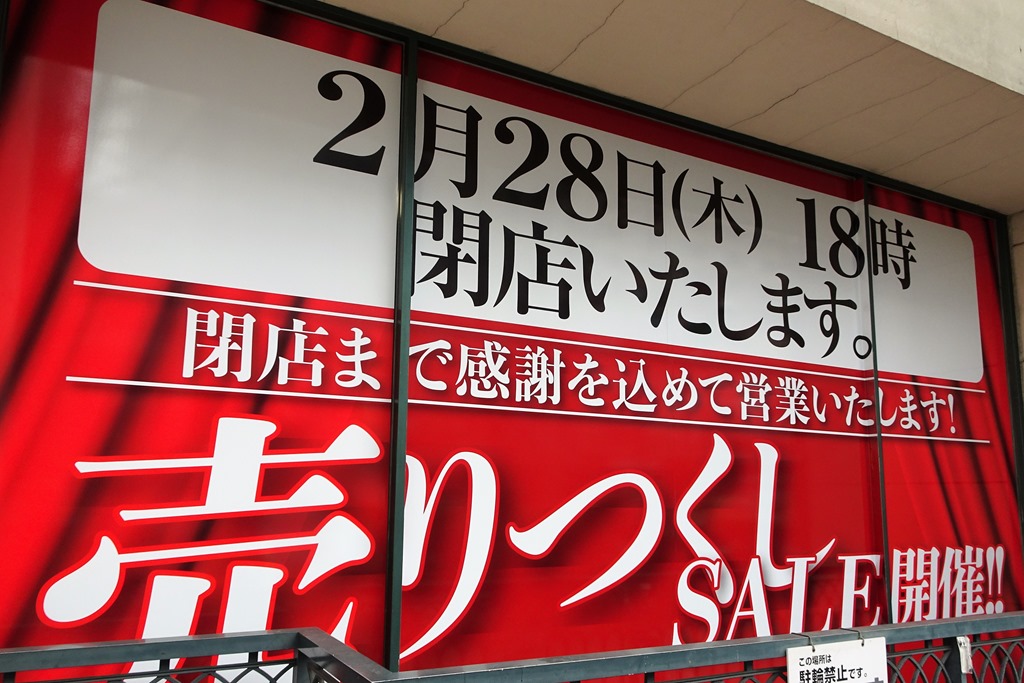 2月28日(木) 18時
閉店いたします。
閉店まで感謝を込めて営業いたします!
売りつくし
SALE 開催!!
この場所は
駐輪禁止です。